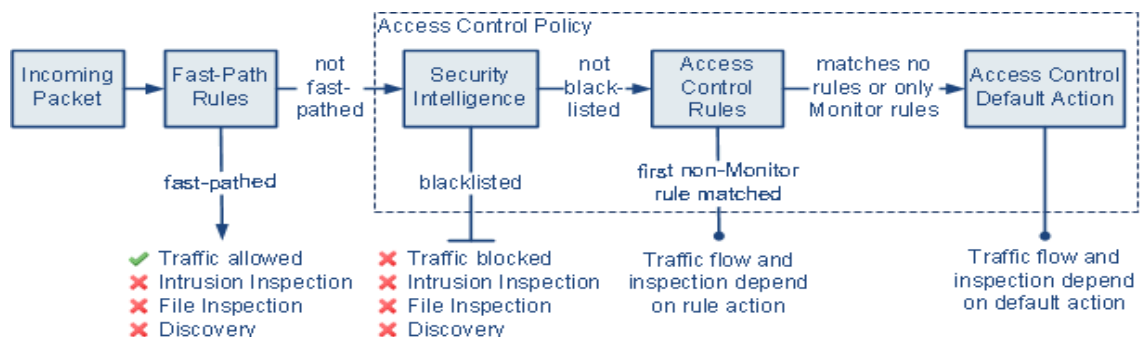 Access Control Policy
Incoming
Packet
Fast-Path
Rules
not
fast-
pathed
Security
Intelligence
not
black-
listed
Access
Control
Rules
matches no
rules or only
Monitor rules
Access Control
Default Action
fast-pathed
blacklisted
first non-Monitor
rule matched
Traffic allowed
Intrusion Inspection
File Inspection
Discovery
Traffic blocked
Intrusion Inspection
File Inspection
Discovery
Traffic flow and
inspection depend
on rule action
Traffic flow and
inspection depend
on default action